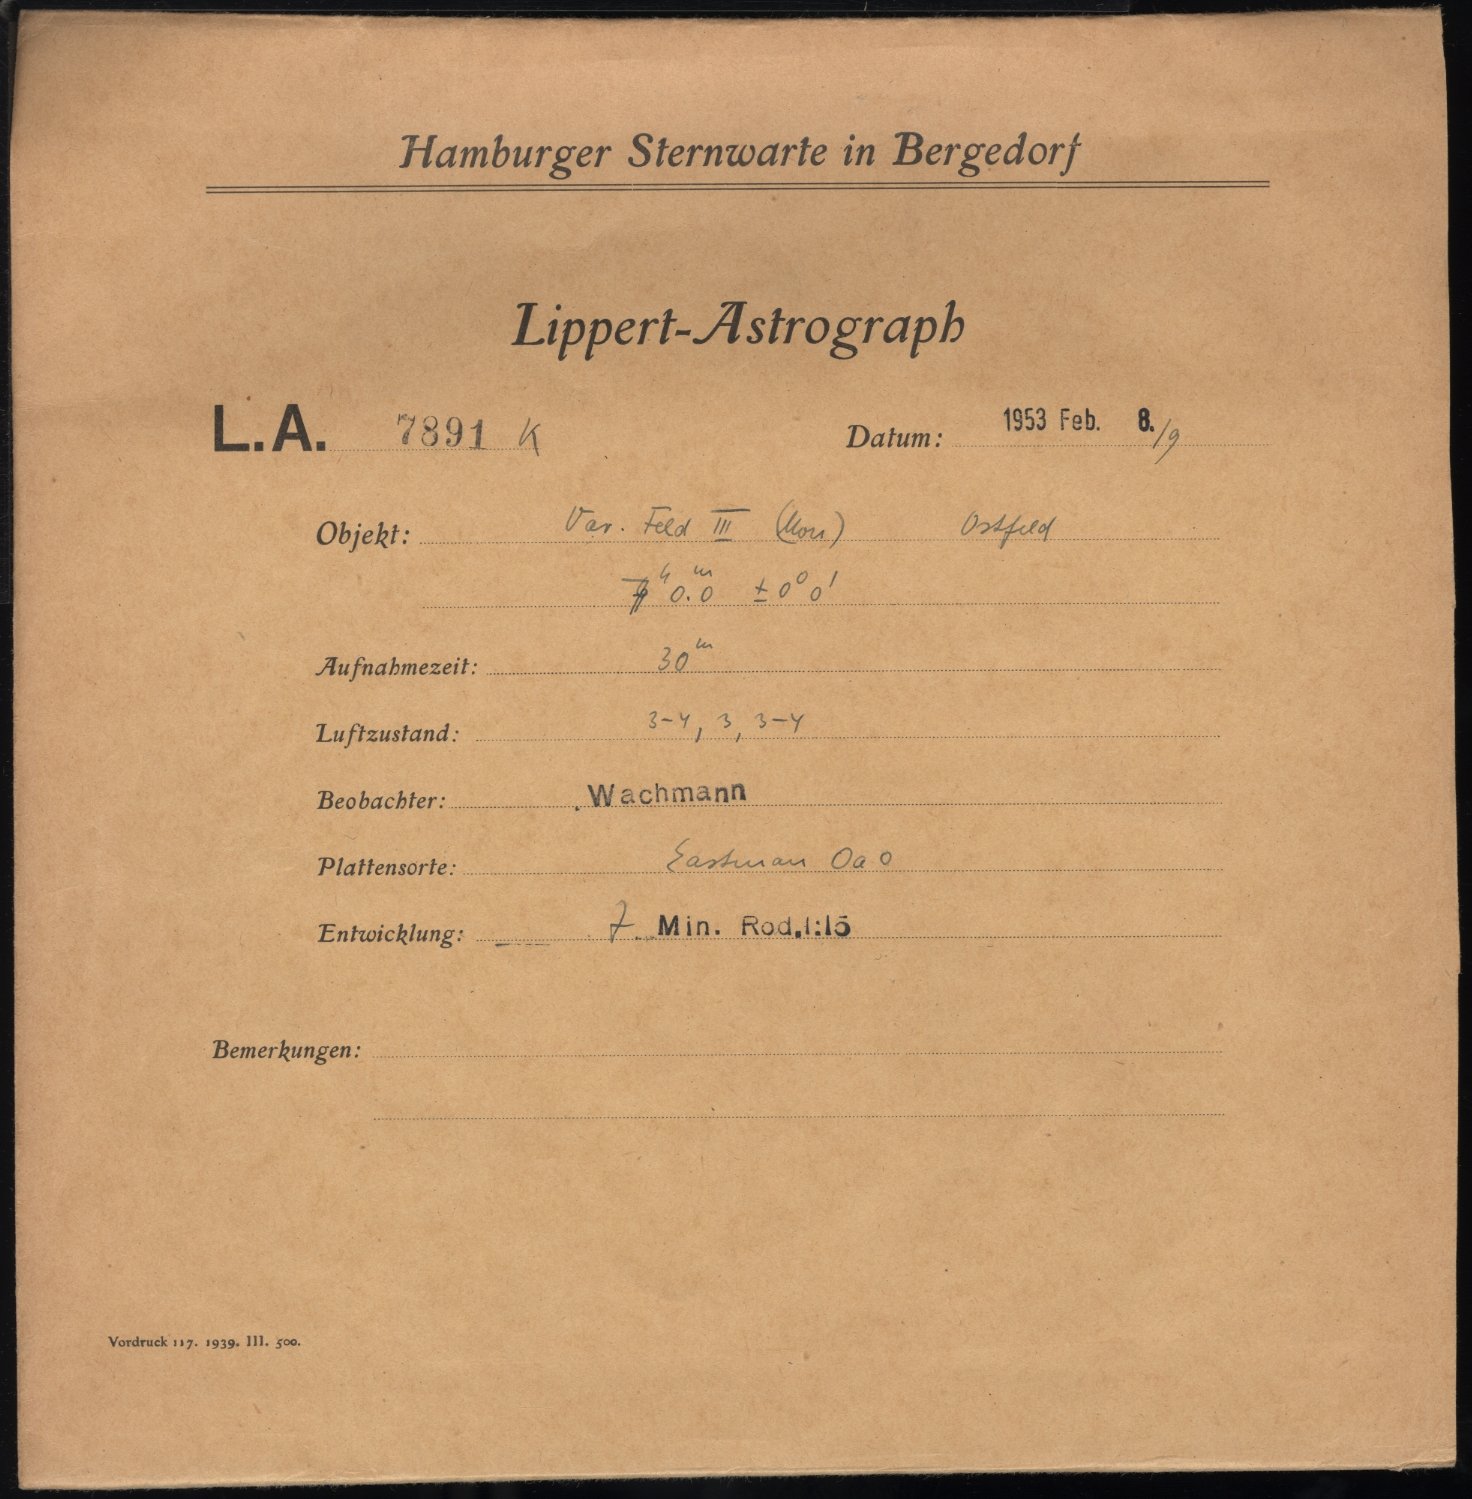 Hamburger Sternwarte in Bergedorf
Lippert-Astrograph
L.A. 7891 K Datum: 1953 Feb. 8./9
Objekt: Var. Feld III (Mon) Ostfeld
7ʰ 0.0ᵐ ± 0° 0'
Aufnahmezeit: 30ᵐ
Luftzustand: 3-4, 3, 3-4
Beobachter: Wachmann
Plattensorte: Eastman Oa O
Entwicklung: 7 Min. Rod.1:15
Bemerkungen:
Vordruck 117. 1939. III. 500.